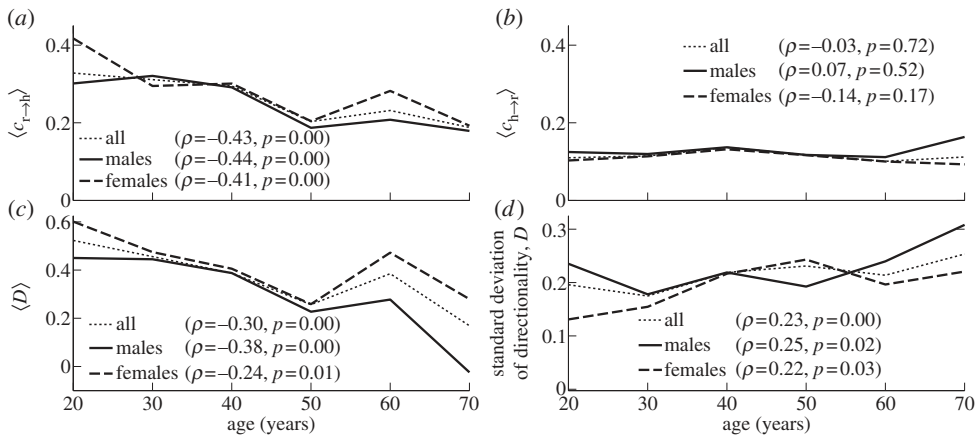 (a)
0.4
0.2
0
⟨c_r→h⟩
all (ρ=–0.43, p=0.00)
males (ρ=–0.44, p=0.00)
females (ρ=–0.41, p=0.00)
(b)
0.4
0.2
0
⟨c_h→r⟩
all (ρ=–0.03, p=0.72)
males (ρ=0.07, p=0.52)
females (ρ=–0.14, p=0.17)
(c)
0.6
0.4
0.2
0
⟨D⟩
all (ρ=–0.30, p=0.00)
males (ρ=–0.38, p=0.00)
females (ρ=–0.24, p=0.01)
20 30 40 50 60 70
age (years)
(d)
0.3
0.2
0.1
0
standard deviation
of directionality, D
all (ρ=0.23, p=0.00)
males (ρ=0.25, p=0.02)
females (ρ=0.22, p=0.03)
20 30 40 50 60 70
age (years)